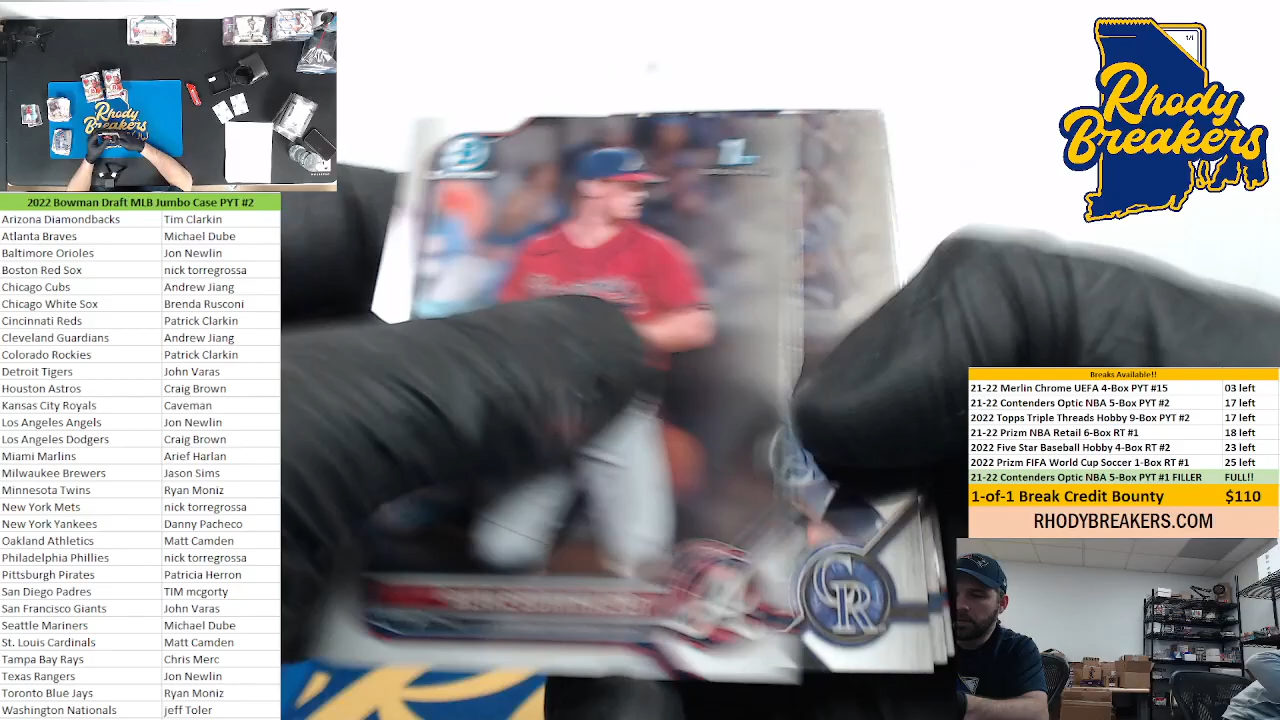 Rhody
Breakers
2022 Bowman Draft MLB Jumbo Case PYT #2
Arizona Diamondbacks Tim Clarkin
Atlanta Braves Michael Dube
Baltimore Orioles Jon Newlin
Boston Red Sox nick torregrossa
Chicago Cubs Andrew Jiang
Chicago White Sox Brenda Rusconi
Cincinnati Reds Patrick Clarkin
Cleveland Guardians Andrew Jiang
Colorado Rockies Patrick Clarkin
Detroit Tigers John Varas
Houston Astros Craig Brown
Kansas City Royals Caveman
Los Angeles Angels Jon Newlin
Los Angeles Dodgers Craig Brown
Miami Marlins Arief Harlan
Milwaukee Brewers Jason Sims
Minnesota Twins Ryan Moniz
New York Mets nick torregrossa
New York Yankees Danny Pacheco
Oakland Athletics Matt Camden
Philadelphia Phillies nick torregrossa
Pittsburgh Pirates Patricia Herron
San Diego Padres TIM mcgorty
San Francisco Giants John Varas
Seattle Mariners Michael Dube
St. Louis Cardinals Matt Camden
Tampa Bay Rays Chris Merc
Texas Rangers Jon Newlin
Toronto Blue Jays Ryan Moniz
Washington Nationals jeff Toler
CR
1/1
Rhody
Breakers
Breaks Available!!
21-22 Merlin Chrome UEFA 4-Box PYT #15 03 left
21-22 Contenders Optic NBA 5-Box PYT #2 17 left
2022 Topps Triple Threads Hobby 9-Box PYT #2 17 left
21-22 Prizm NBA Retail 6-Box RT #1 18 left
2022 Five Star Baseball Hobby 4-Box RT #2 23 left
2022 Prizm FIFA World Cup Soccer 1-Box RT #1 25 left
21-22 Contenders Optic NBA 5-Box PYT #1 FILLER FULL!!
1-of-1 Break Credit Bounty $110
RHODYBREAKERS.COM